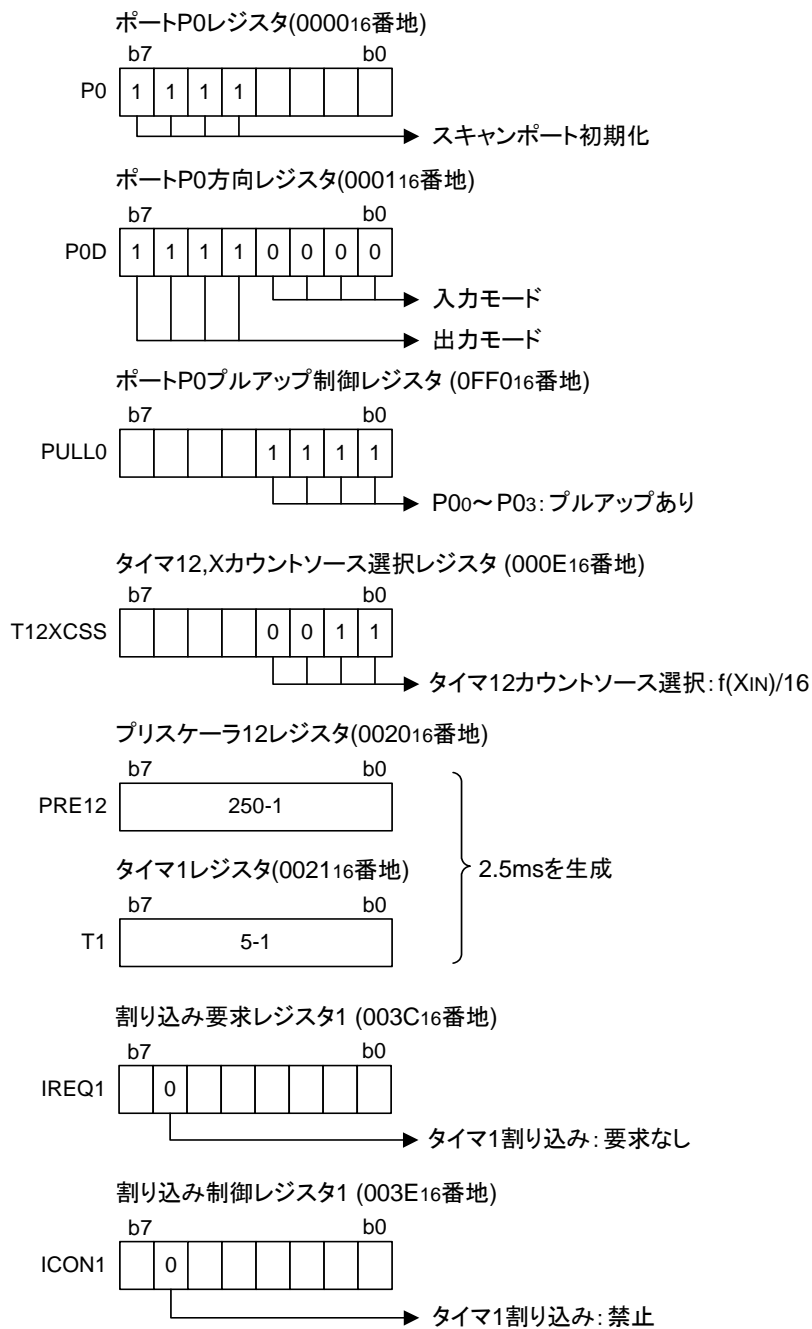 ポートP0レジスタ(000016番地)
b7 b0
P0 1 1 1 1
スキャンポート初期化
ポートP0方向レジスタ(000116番地)
b7 b0
P0D 1 1 1 1 0 0 0 0
入力モード
出力モード
ポートP0プルアップ制御レジスタ (0FF016番地)
b7 b0
PULL0 1 1 1 1
P00～P03：プルアップあり
タイマ12,Xカウントソース選択レジスタ (000E16番地)
b7 b0
T12XCSS 0 0 1 1
タイマ12カウントソース選択：f(XIN)/16
プリスケーラ12レジスタ(002016番地)
b7 b0
PRE12 250-1
2.5msを生成
タイマ1レジスタ(002116番地)
b7 b0
T1 5-1
割り込み要求レジスタ1 (003C16番地)
b7 b0
IREQ1 0
タイマ1割り込み：要求なし
割り込み制御レジスタ1 (003E16番地)
b7 b0
ICON1 0
タイマ1割り込み：禁止